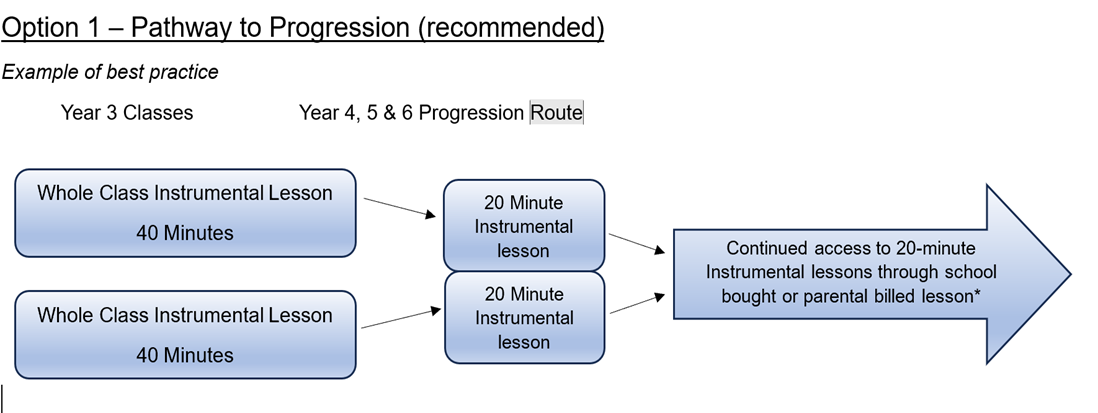 Option 1 – Pathway to Progression (recommended)
Example of best practice
Year 3 Classes
Year 4, 5 & 6 Progression Route
Whole Class Instrumental Lesson
40 Minutes
20 Minute
Instrumental
lesson
Whole Class Instrumental Lesson
40 Minutes
20 Minute
Instrumental
lesson
Continued access to 20-minute
Instrumental lessons through school
bought or parental billed lesson*